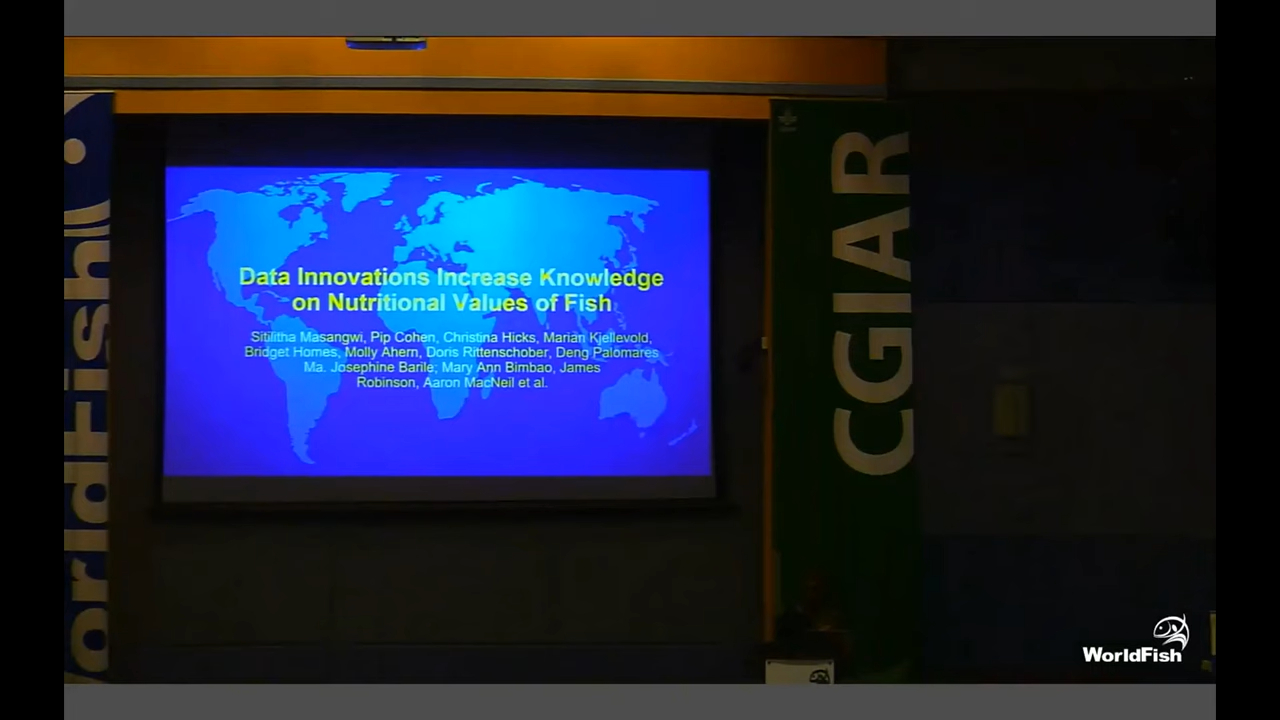 WorldFish
Data Innovations Increase Knowledge
on Nutritional Values of Fish
Sitilitha Masangwi, Pip Cohen, Christina Hicks, Marian Kjellevold,
Bridget Homes, Molly Ahern, Doris Rittenschober, Deng Palomares
Ma. Josephine Barile; Mary Ann Bimbao, James
Robinson, Aaron MacNeil et al.
CGIAR
WorldFish